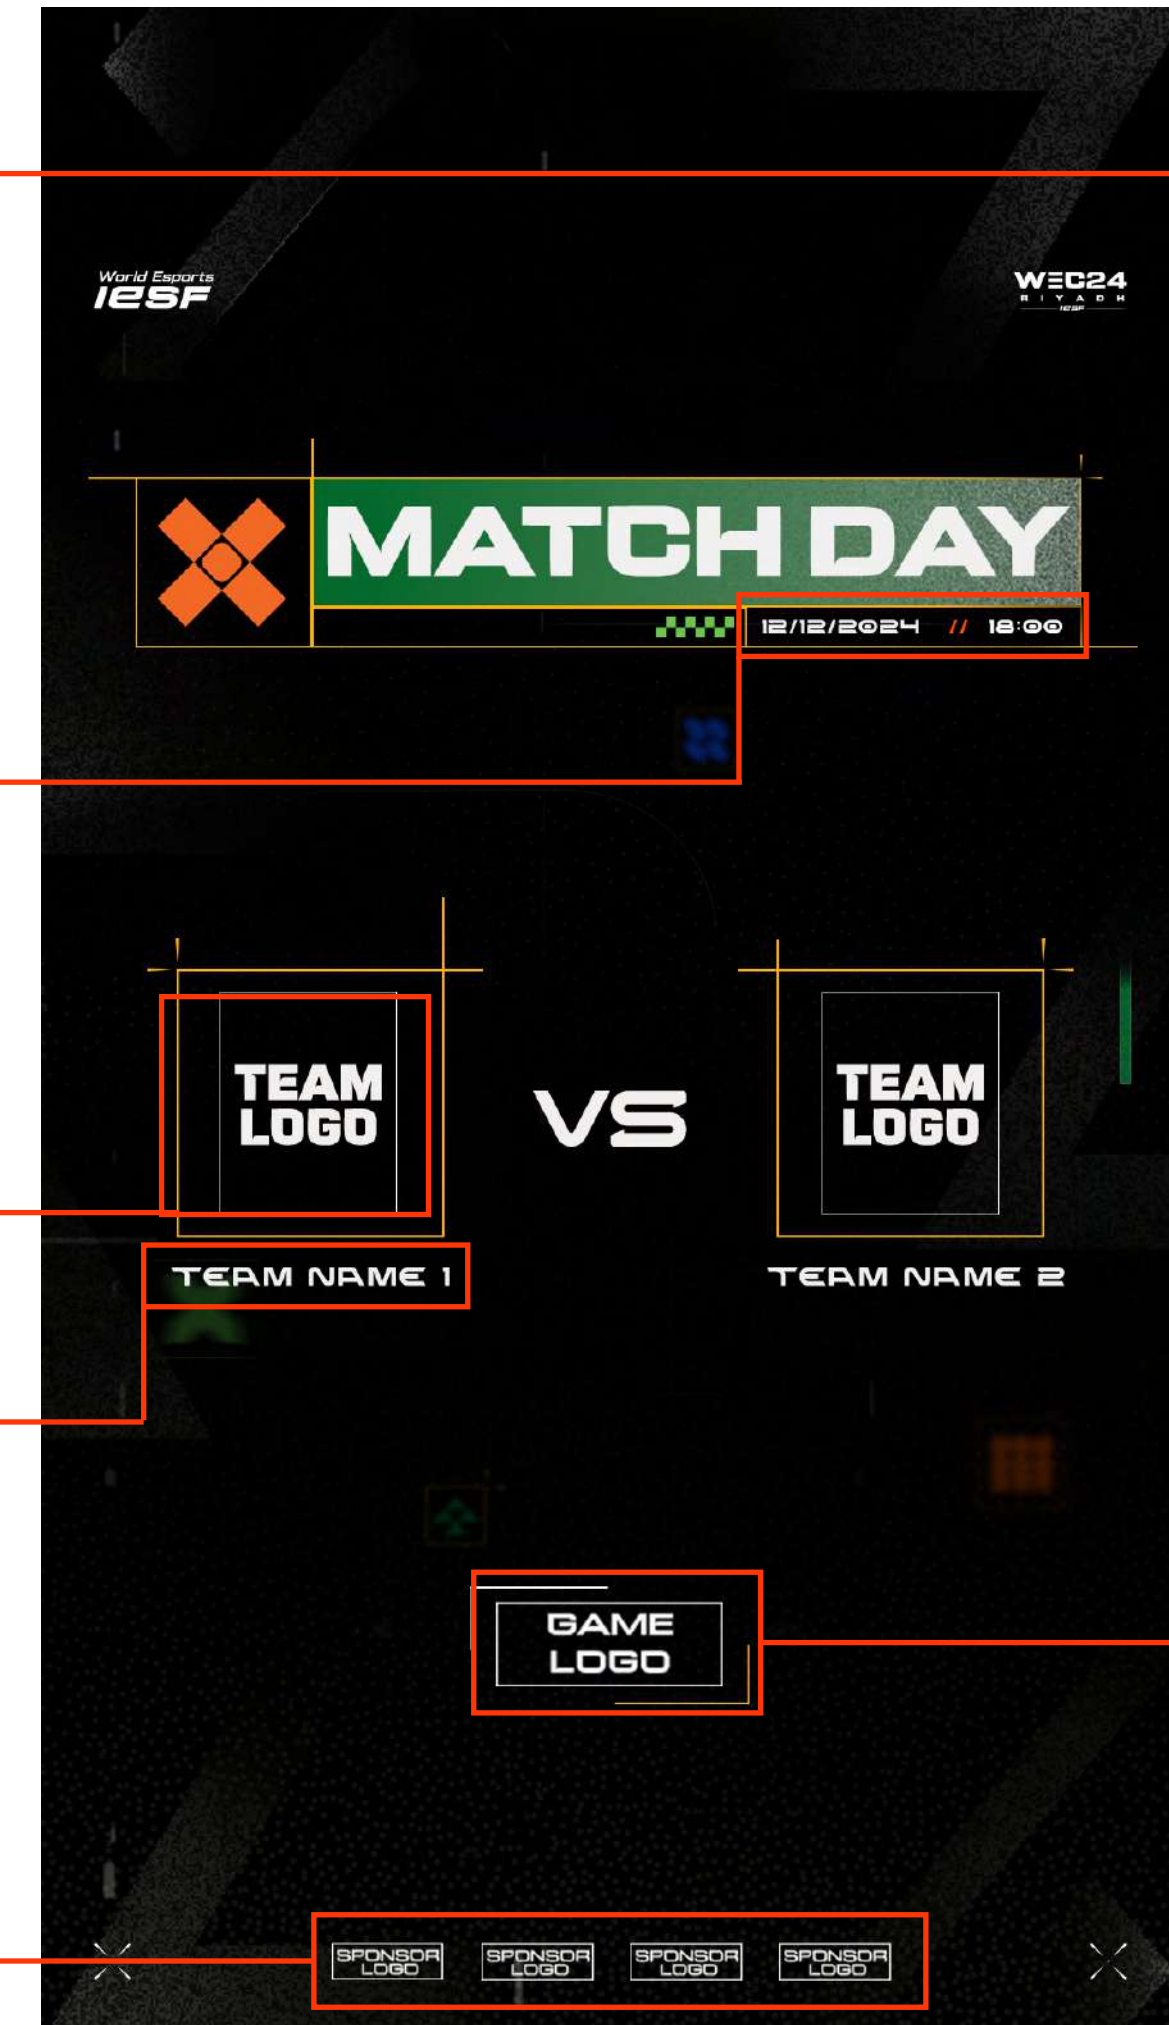 World Esports
IESF
WEC24
RIYADH
IESF
MATCH DAY
12/12/2024 // 18:00
TEAM
LOGO
VS
TEAM
LOGO
TEAM NAME 1
TEAM NAME 2
GAME
LOGO
SPONSOR
LOGO
SPONSOR
LOGO
SPONSOR
LOGO
SPONSOR
LOGO